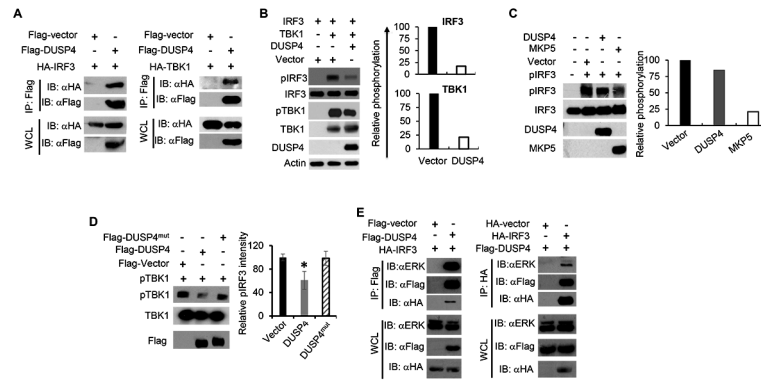 A
Flag-vector + -
Flag-DUSP4 - +
HA-IRF3 + +
IP: Flag
IB: αHA
IB: αFlag
WCL
IB: αHA
IB: αFlag
Flag-vector + -
Flag-DUSP4 - +
HA-TBK1 + +
IP: Flag
IB: αHA
IB: αFlag
WCL
IB: αHA
IB: αFlag
B
IRF3 + + +
TBK1 - + +
DUSP4 - - +
Vector + + -
pIRF3
IRF3
pTBK1
TBK1
DUSP4
Actin
Relative phosphorylation
IRF3
100
75
50
25
0
TBK1
100
75
50
25
0
Vector DUSP4
C
DUSP4 - - + -
MKP5 - - - +
Vector - + - -
pIRF3 - + + +
pIRF3
IRF3
DUSP4
MKP5
Relative phosphorylation
100
75
50
25
0
Vector
DUSP4
MKP5
D
Flag-DUSP4mut - - +
Flag-DUSP4 - + -
Flag-Vector + - -
pTBK1 + + +
pTBK1
TBK1
Flag
Relative pIRF3 intensity
120
100
80
60
40
20
0
*
Vector
DUSP4
DUSP4mut
E
Flag-vector + -
Flag-DUSP4 - +
HA-IRF3 + +
IP: Flag
IB:αERK
IB:αFlag
IB: αHA
WCL
IB:αERK
IB:αFlag
IB: αHA
HA-vector + -
HA-IRF3 - +
Flag-DUSP4 + +
IP: HA
IB:αERK
IB:αFlag
IB: αHA
WCL
IB: αERK
IB: αFlag
IB: αHA